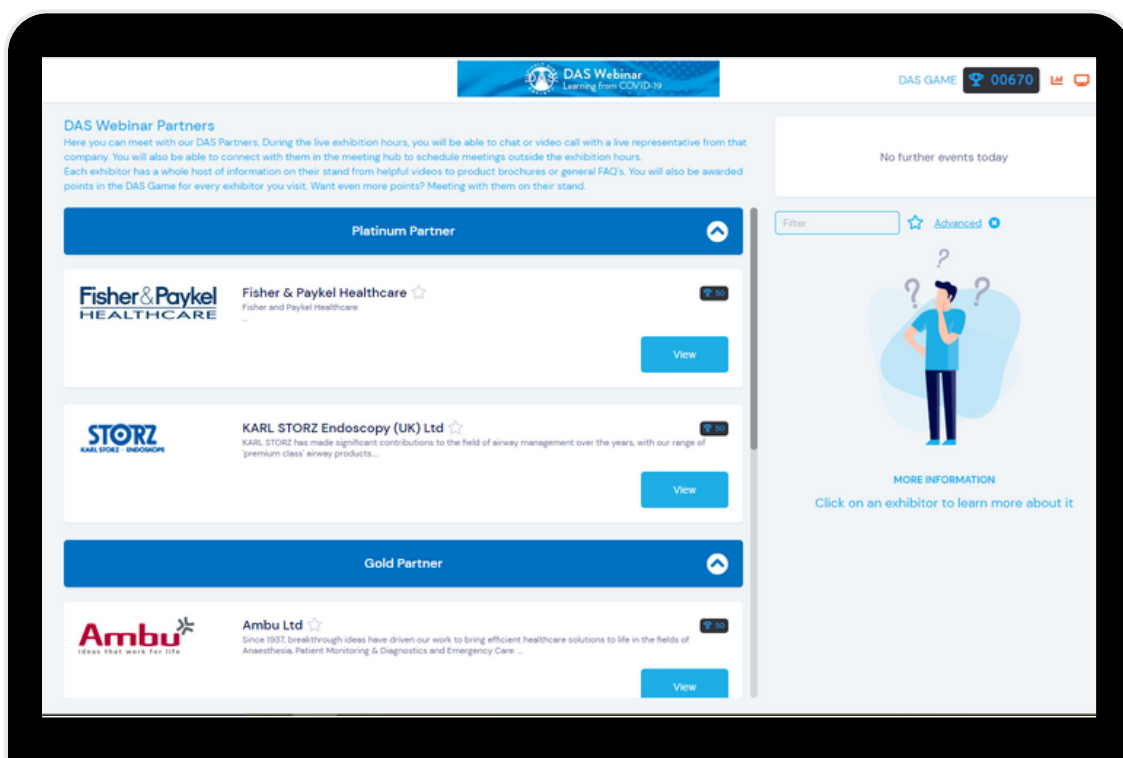 DAS Webinar
Learning from COVID-19
DAS GAME 00670
DAS Webinar Partners
Here you can meet with our DAS Partners. During the live exhibition hours, you will be able to chat or video call with a live representative from that
company. You will also be able to connect with them in the meeting hub to schedule meetings outside the exhibition hours.
Each exhibitor has a whole host of information on their stand from helpful videos to product brochures or general FAQ's. You will also be awarded
points in the DAS Game for every exhibitor you visit. Want even more points? Meeting with them on their stand.
No further events today
Filter
Advanced
Platinum Partner
Fisher&Paykel
HEALTHCARE
Fisher & Paykel Healthcare
50
Fisher and Paykel Healthcare
...
View
STORZ
KARL STORZ-ENDOSKOPE
KARL STORZ Endoscopy (UK) Ltd
50
KARL STORZ has made significant contributions to the field of airway management over the years, with our range of
'premium class' airway products...
View
Gold Partner
Ambu
Ideas that work for life
Ambu Ltd
50
Since 1937, breakthrough ideas have driven our work to bring efficient healthcare solutions to life in the fields of
Anaesthesia, Patient Monitoring & Diagnostics and Emergency Care. ...
View
? ? ?
MORE INFORMATION
Click on an exhibitor to learn more about it